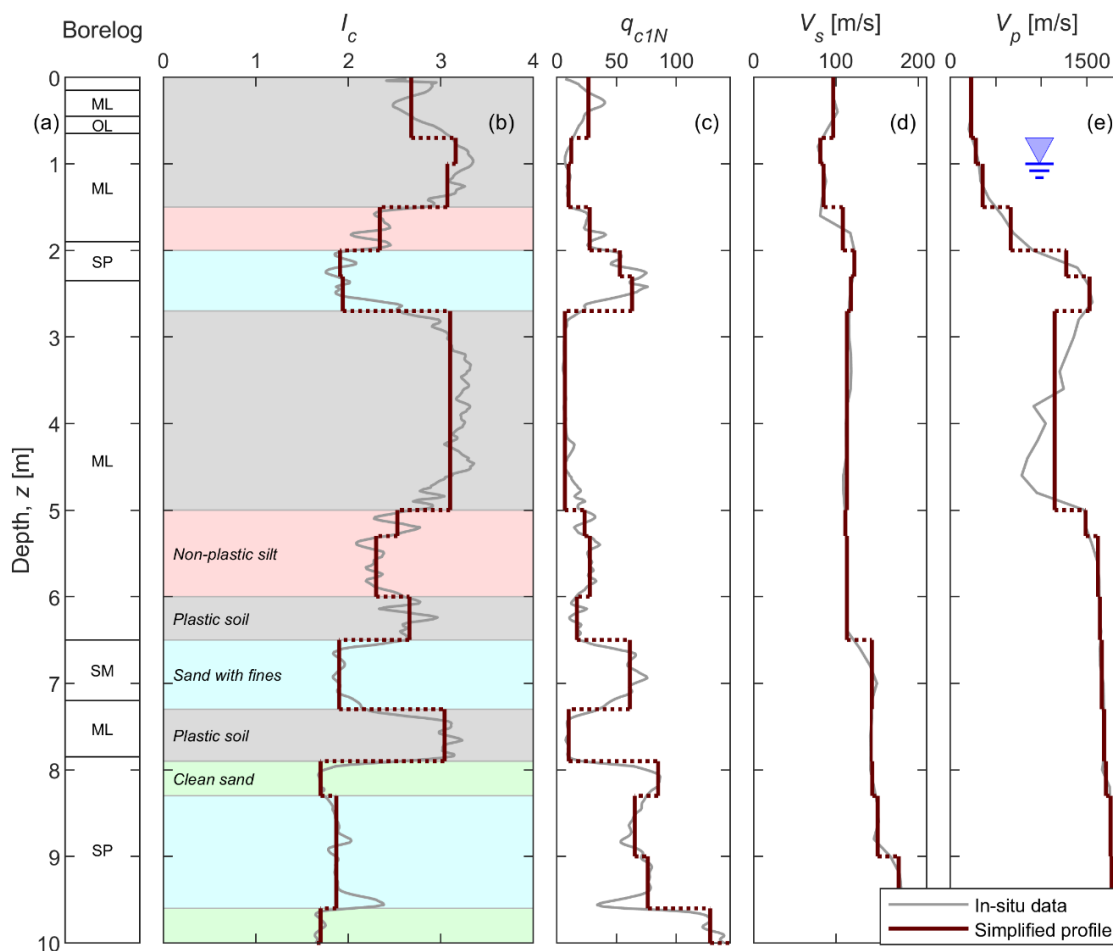 Borelog
I_c
q_c1N
V_s [m/s]
V_p [m/s]
0 1 2 3 4
0 50 100
0 100 200
0 1500
(a)
(b)
(c)
(d)
(e)
Depth, z [m]
0
1
2
3
4
5
6
7
8
9
10
ML
OL
ML
SP
ML
SM
ML
SP
Non-plastic silt
Plastic soil
Sand with fines
Plastic soil
Clean sand
In-situ data
Simplified profile